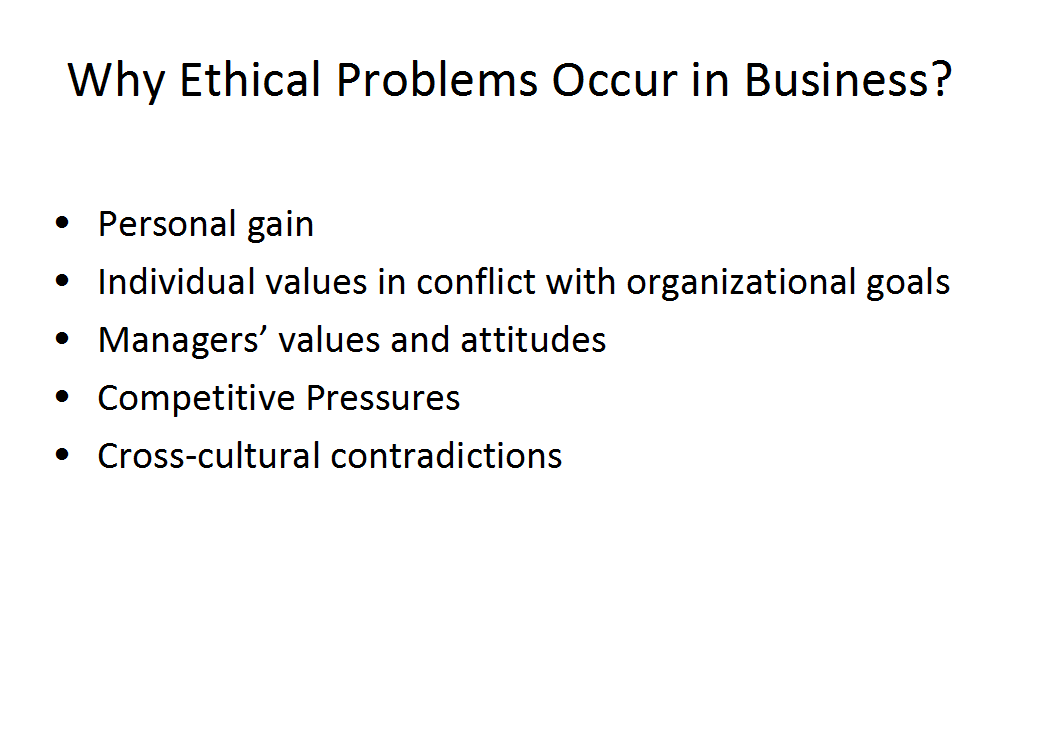 Why Ethical Problems Occur in Business?
• Personal gain
• Individual values in conflict with organizational goals
• Managers’ values and attitudes
• Competitive Pressures
• Cross-cultural contradictions